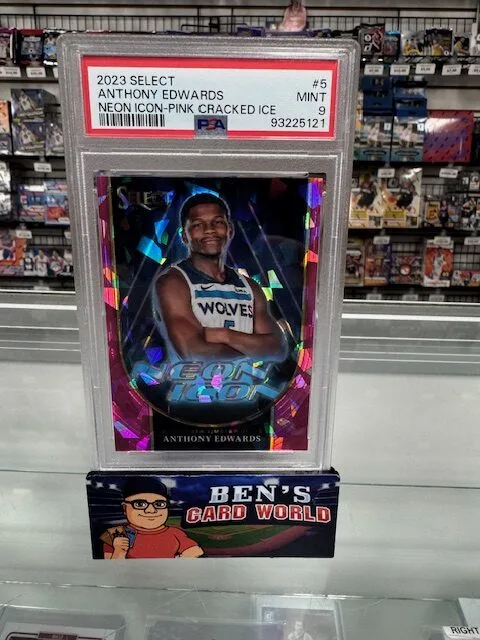 2023 SELECT #5
ANTHONY EDWARDS MINT
NEON ICON-PINK CRACKED ICE 9
PSA 93225121
SELECT
WOLVES
NEON
ICON
ANTHONY EDWARDS
BEN'S
CARD WORLD
RIGHT